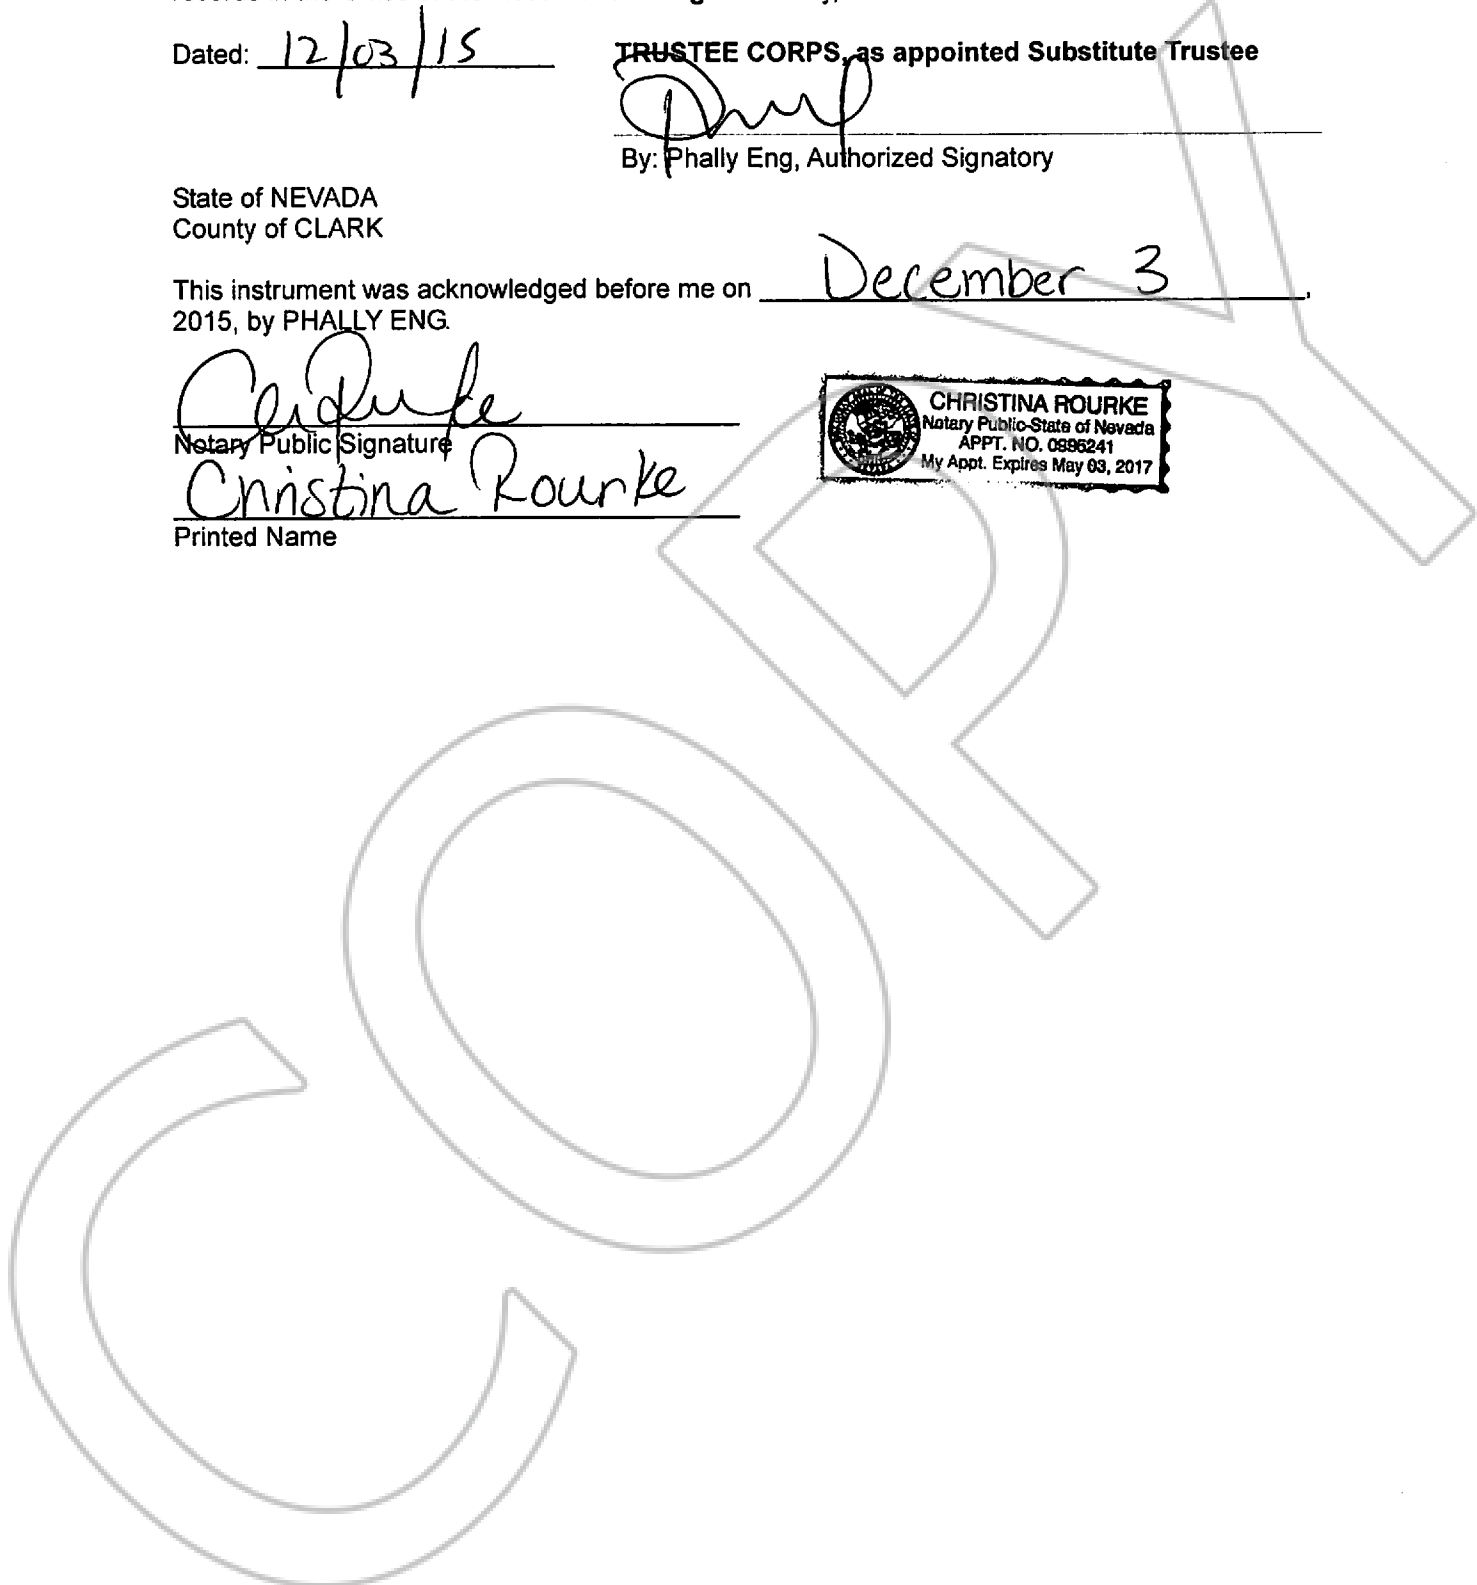 Dated: 12/03/15
TRUSTEE CORPS, as appointed Substitute Trustee
By: Phally Eng, Authorized Signatory
State of NEVADA
County of CLARK
This instrument was acknowledged before me on December 3,
2015, by PHALLY ENG.
Notary Public Signature
Christina Rourke
Printed Name
CHRISTINA ROURKE
Notary Public-State of Nevada
APPT. NO. 0995241
My Appt. Expires May 03, 2017
COPY